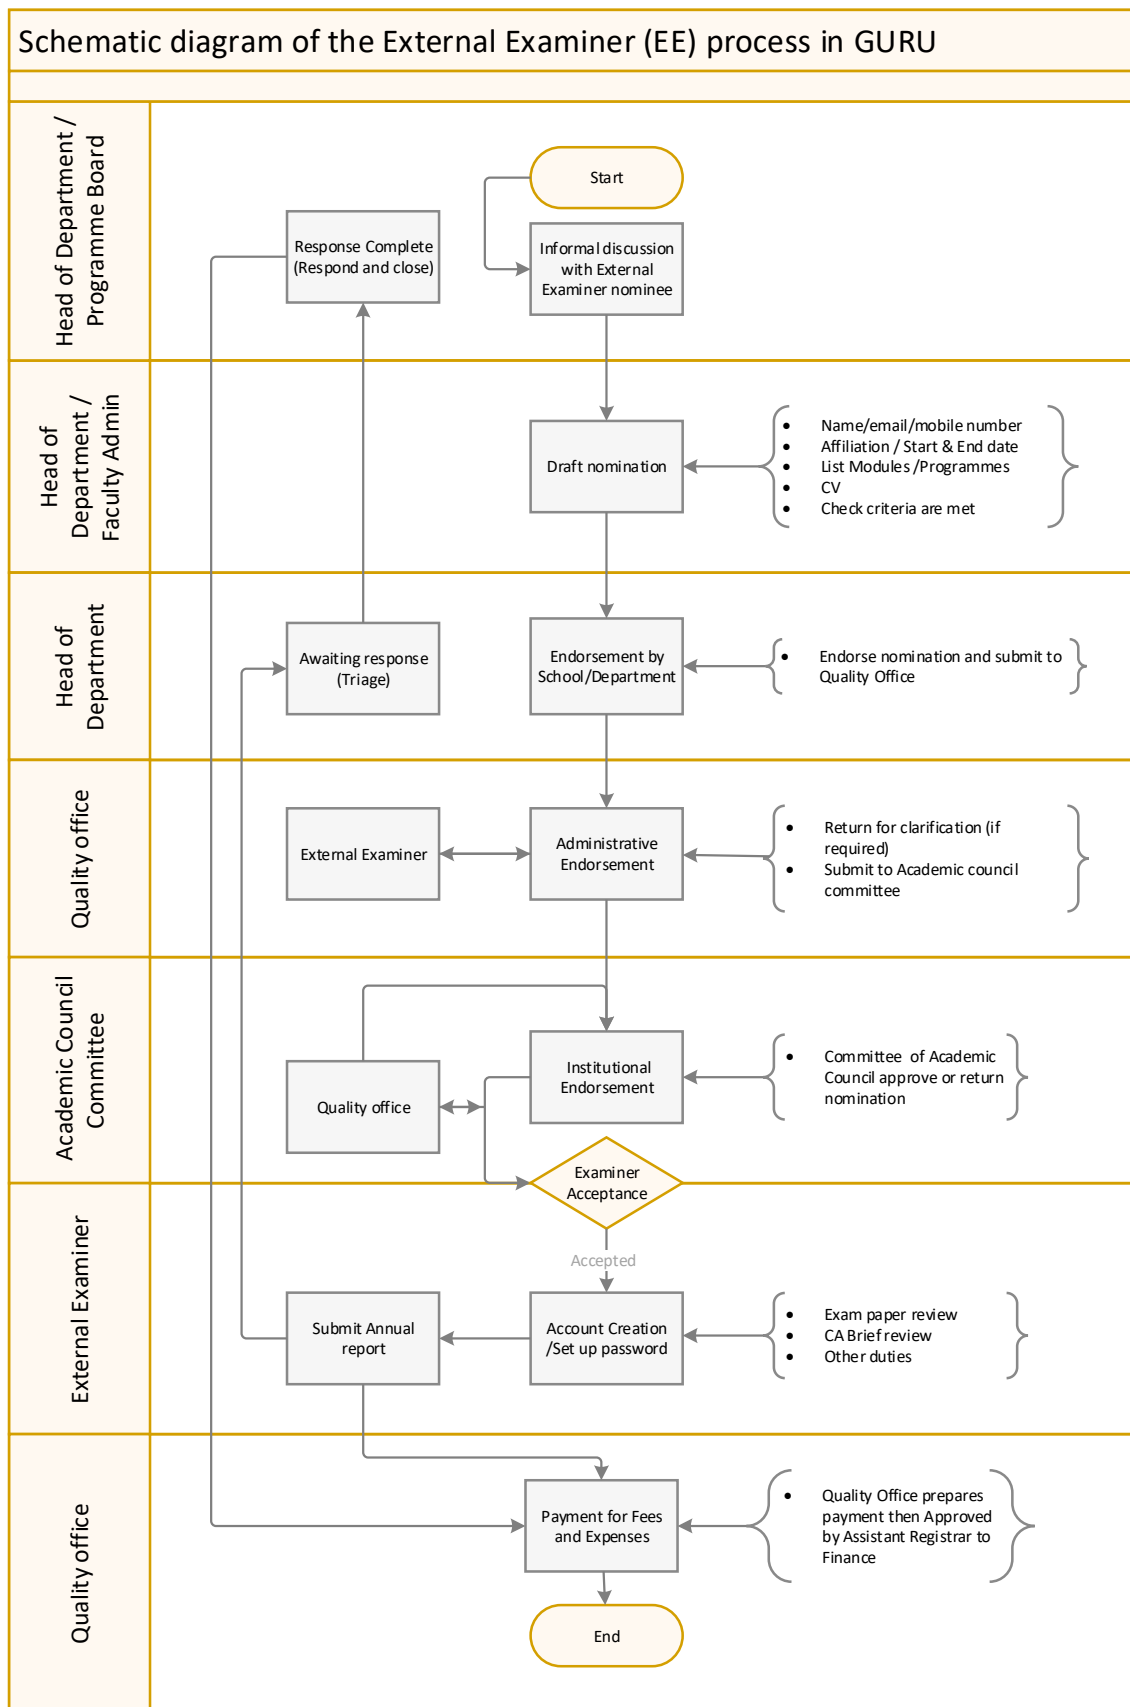 Schematic diagram of the External Examiner (EE) process in GURU
Head of Department /
Programme Board
Start
Response Complete
(Respond and close)
Informal discussion
with External
Examiner nominee
Head of
Department /
Faculty Admin
Draft nomination
• Name/email/mobile number
• Affiliation / Start & End date
• List Modules /Programmes
• CV
• Check criteria are met
Head of
Department
Awaiting response
(Triage)
Endorsement by
School/Department
• Endorse nomination and submit to
Quality Office
Quality office
External Examiner
Administrative
Endorsement
• Return for clarification (if
required)
• Submit to Academic council
committee
Academic Council
Committee
Quality office
Institutional
Endorsement
• Committee of Academic
Council approve or return
nomination
Examiner
Acceptance
External Examiner
Accepted
Submit Annual
report
Account Creation
/Set up password
• Exam paper review
• CA Brief review
• Other duties
Quality office
Payment for Fees
and Expenses
• Quality Office prepares
payment then Approved
by Assistant Registrar to
Finance
End